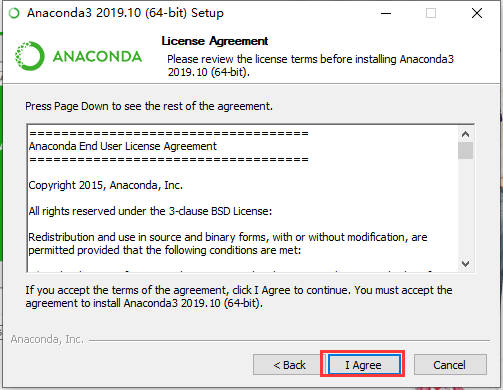 Anaconda3 2019.10 (64-bit) Setup
License Agreement
Please review the license terms before installing Anaconda3
2019.10 (64-bit).
ANACONDA
Press Page Down to see the rest of the agreement.
===================================
Anaconda End User License Agreement
===================================
Copyright 2015, Anaconda, Inc.
All rights reserved under the 3-clause BSD License:
Redistribution and use in source and binary forms, with or without modification, are
permitted provided that the following conditions are met:
If you accept the terms of the agreement, click I Agree to continue. You must accept the
agreement to install Anaconda3 2019.10 (64-bit).
Anaconda, Inc.
< Back
I Agree
Cancel